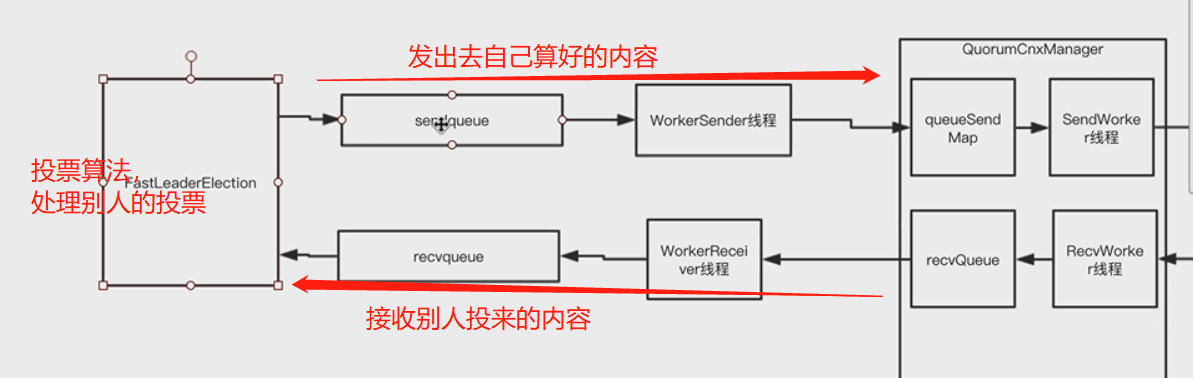 发出去自己算好的内容
QuorumCnxManager
sendqueue
WorkerSender线程
queueSend
Map
SendWorke
r线程
投票算法，
处理别人的投票
FastLeaderElection
recvqueue
WorkerRecei
ver线程
recvQueue
RecvWorke
r线程
接收别人投来的内容